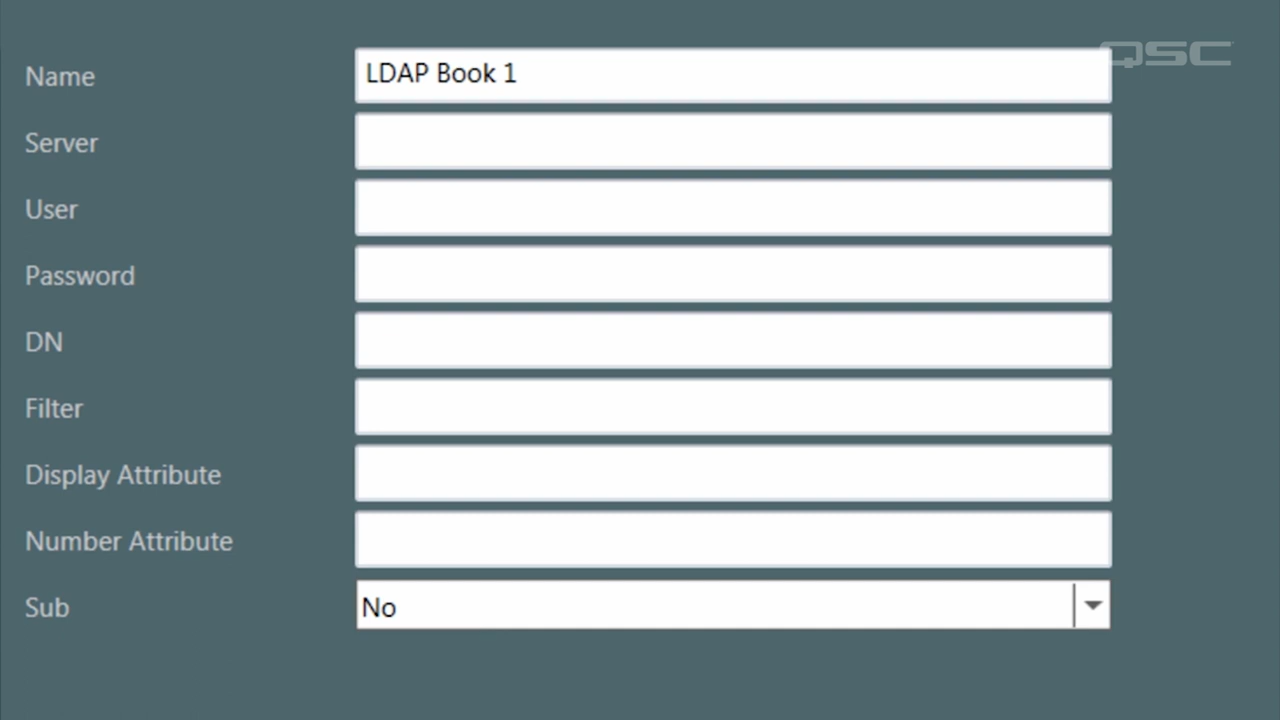 QSC
Name
LDAP Book 1
Server
User
Password
DN
Filter
Display Attribute
Number Attribute
Sub
No